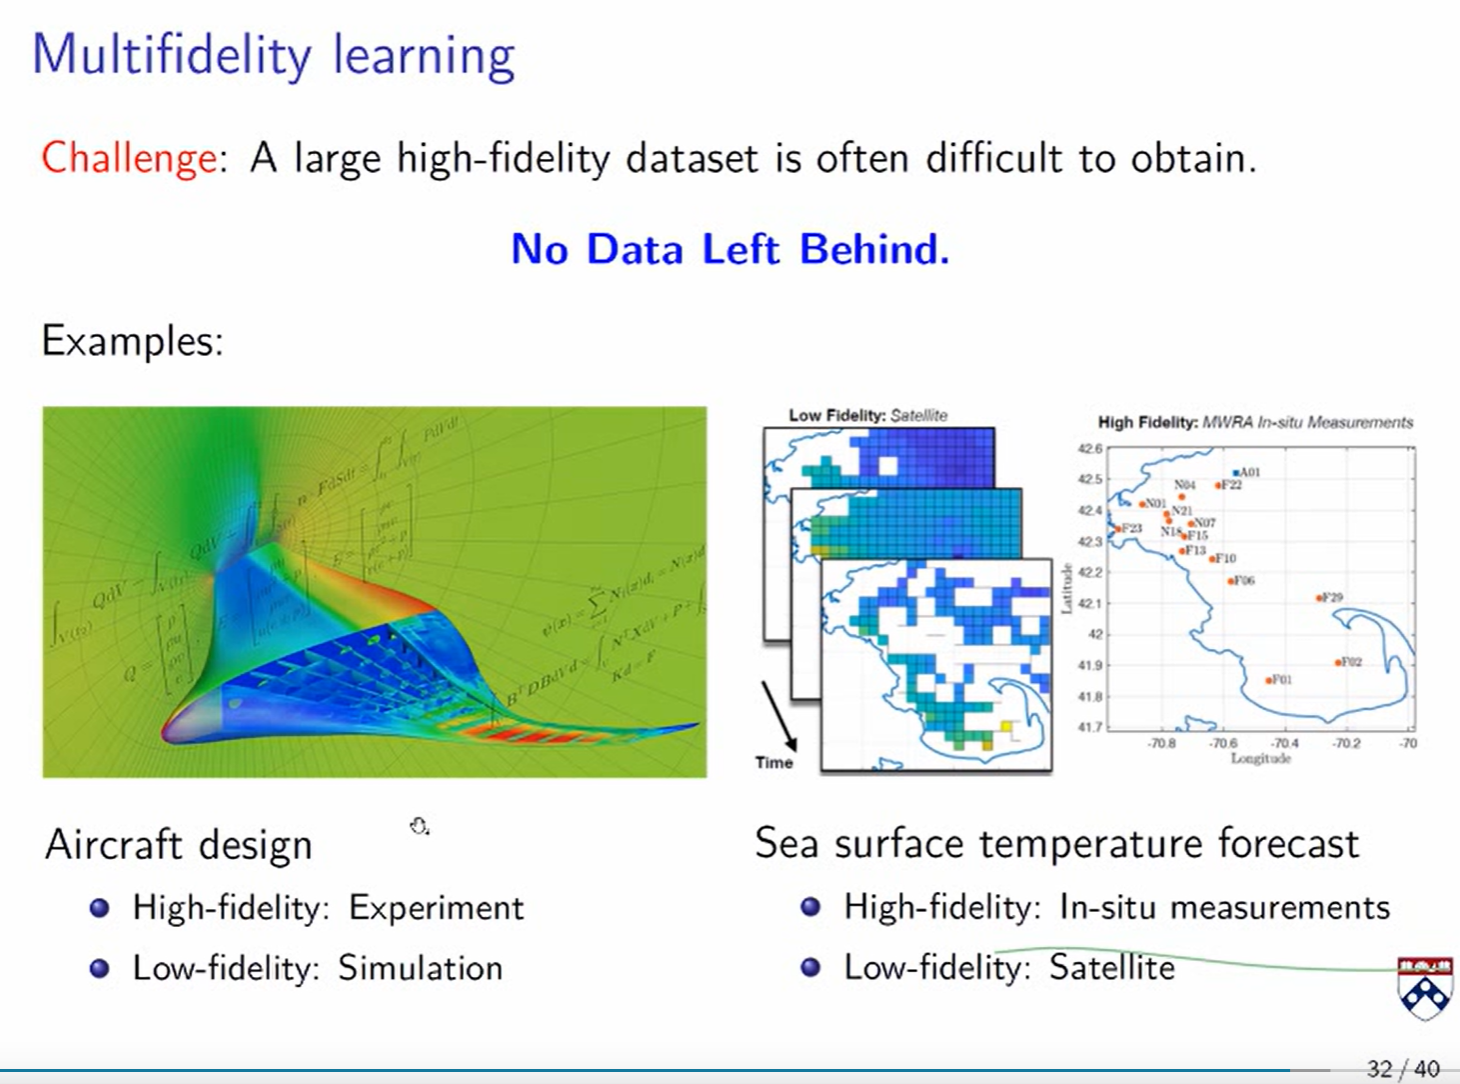 Multifidelity learning
Challenge: A large high-fidelity dataset is often difficult to obtain.
No Data Left Behind.
Examples:
Low Fidelity: Satellite
Time
High Fidelity: MWRA In-situ Measurements
42.6
42.5
42.4
42.3
42.2
42.1
42
41.9
41.8
41.7
Latitude
A01
N04
F22
N01
N21
N07
F23
N18
F15
F13
F10
F06
F29
F02
F01
-70.8 -70.6 -70.4 -70.2 -70
Longitude
Aircraft design
High-fidelity: Experiment
Low-fidelity: Simulation
Sea surface temperature forecast
High-fidelity: In-situ measurements
Low-fidelity: Satellite
32 / 40